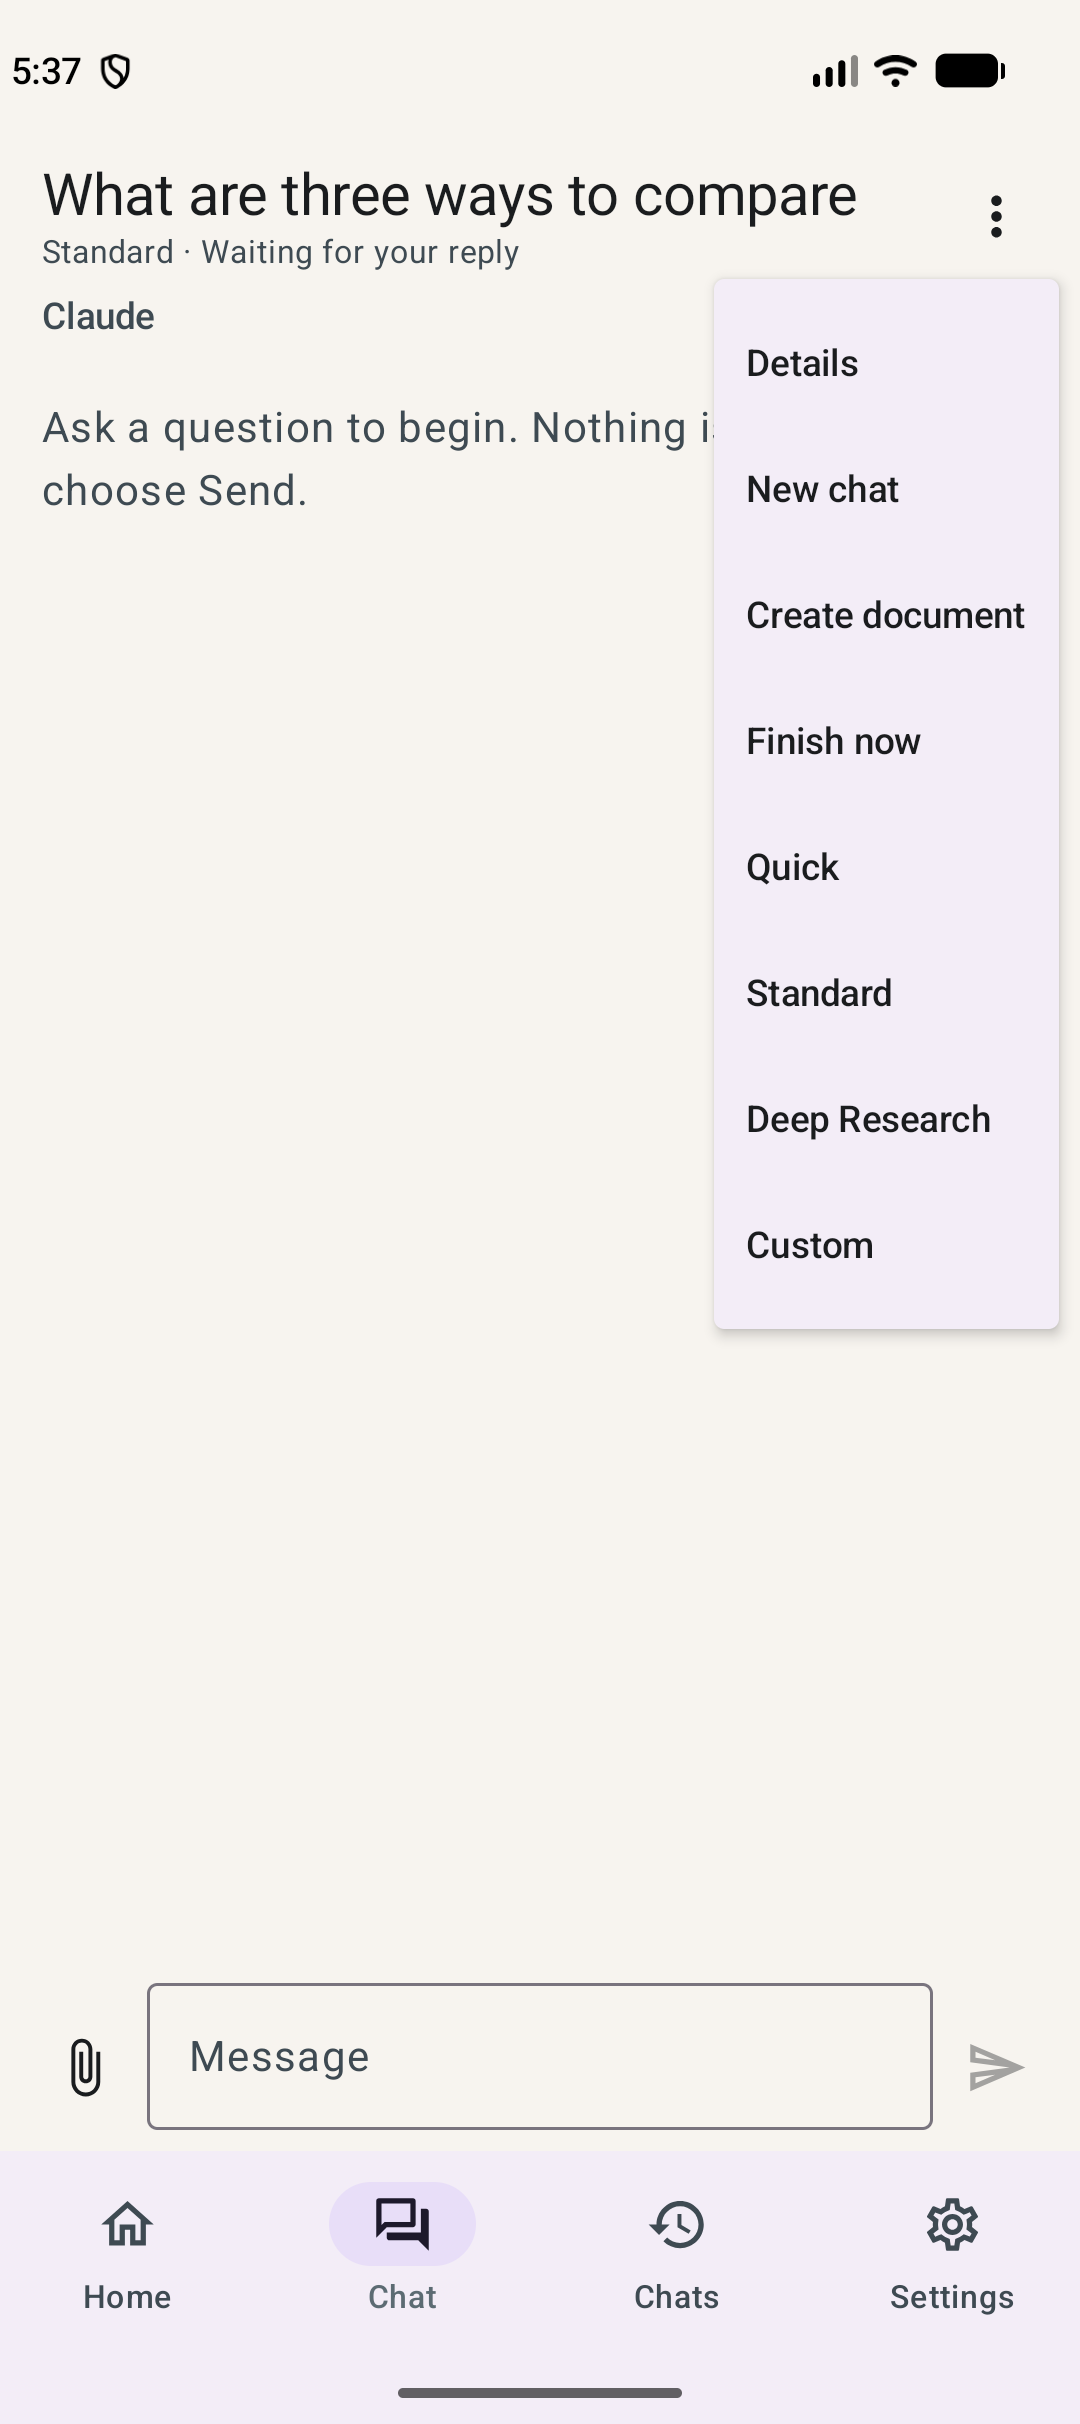 5:37
What are three ways to compare
Standard · Waiting for your reply
Claude
Ask a question to begin. Nothing
choose Send.
Details
New chat
Create document
Finish now
Quick
Standard
Deep Research
Custom
Message
Home
Chat
Chats
Settings